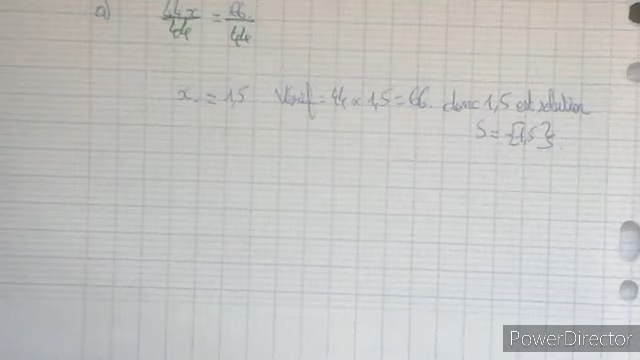 a) 44x/44 = 66/44
x = 1,5 Vérif = 44 x 1,5 = 66 donc 1,5 est solution
S = {1,5}
PowerDirector